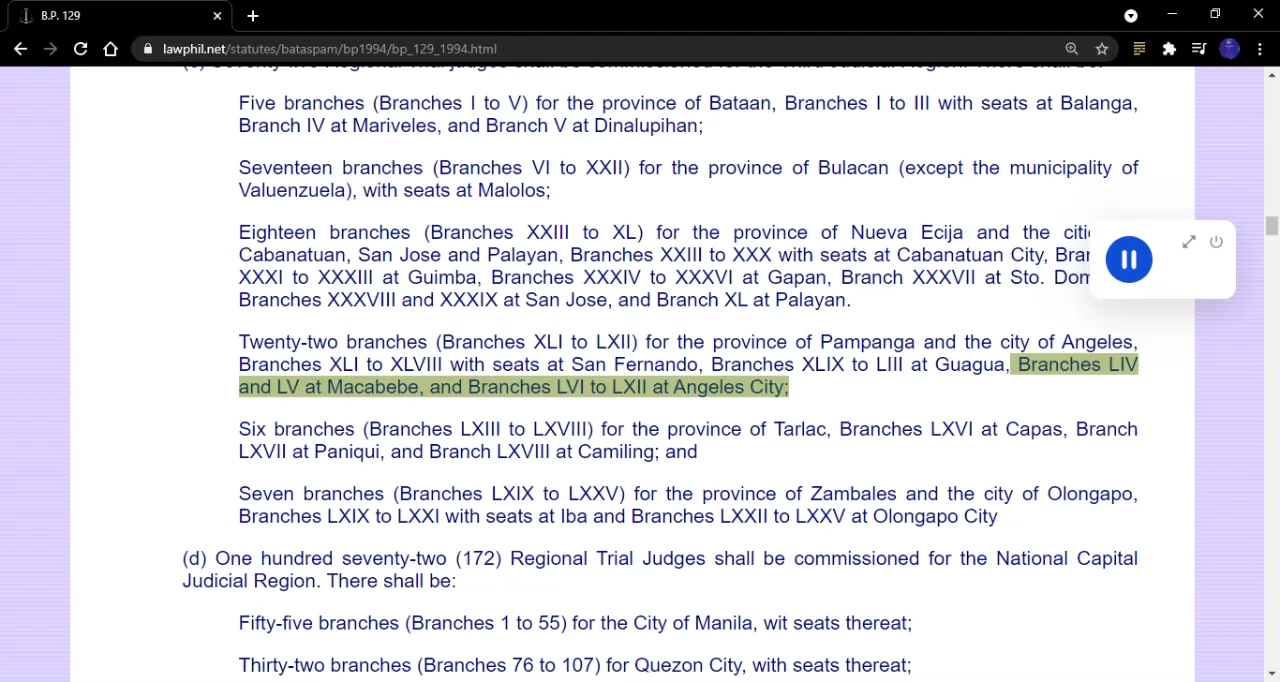 B.P. 129
lawphil.net/statutes/bataspam/bp1994/bp_129_1994.html
Five branches (Branches I to V) for the province of Bataan, Branches I to III with seats at Balanga,
Branch IV at Mariveles, and Branch V at Dinalupihan;
Seventeen branches (Branches VI to XXII) for the province of Bulacan (except the municipality of
Valuenzuela), with seats at Malolos;
Eighteen branches (Branches XXIII to XL) for the province of Nueva Ecija and the
Cabanatuan, San Jose and Palayan, Branches XXIII to XXX with seats at Cabanatuan City,
XXXI to XXXIII at Guimba, Branches XXXIV to XXXVI at Gapan, Branch XXXVII at Sto.
Branches XXXVIII and XXXIX at San Jose, and Branch XL at Palayan.
Twenty-two branches (Branches XLI to LXII) for the province of Pampanga and the city of Angeles,
Branches XLI to XLVIII with seats at San Fernando, Branches XLIX to LIII at Guagua, Branches LIV
and LV at Macabebe, and Branches LVI to LXII at Angeles City;
Six branches (Branches LXIII to LXVIII) for the province of Tarlac, Branches LXVI at Capas, Branch
LXVII at Paniqui, and Branch LXVIII at Camiling; and
Seven branches (Branches LXIX to LXXV) for the province of Zambales and the city of Olongapo,
Branches LXIX to LXXI with seats at Iba and Branches LXXII to LXXV at Olongapo City
(d) One hundred seventy-two (172) Regional Trial Judges shall be commissioned for the National Capital
Judicial Region. There shall be:
Fifty-five branches (Branches 1 to 55) for the City of Manila, wit seats thereat;
Thirty-two branches (Branches 76 to 107) for Quezon City, with seats thereat;